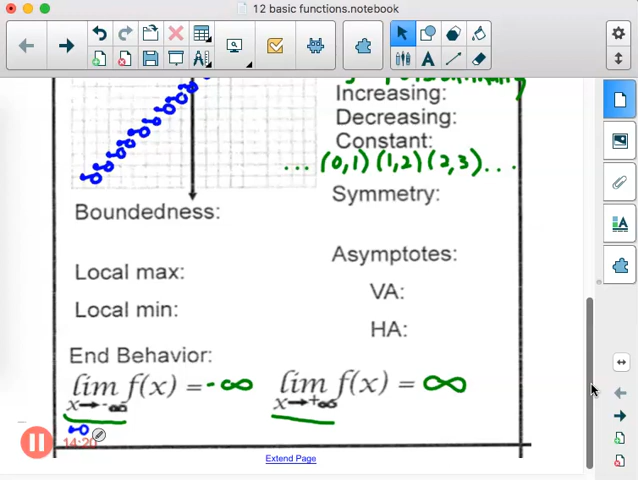 12 basic functions.notebook
Increasing:
Decreasing:
Constant:
... (0,1) (1,2) (2,3) ...
Boundedness:
Symmetry:
Local max:
Asymptotes:
VA:
Local min:
HA:
End Behavior:
lim f(x) = -∞
x→-∞
lim f(x) = ∞
x→+∞
14:20
Extend Page